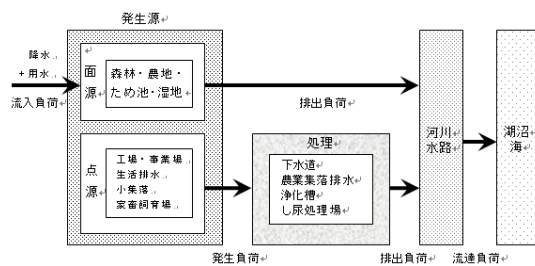 発生源
降水
+用水
流入負荷
面源
森林・農地・
ため池・湿地
排出負荷
点源
工場・事業場
生活排水
小集落
家畜飼育場
処理
下水道
農業集落排水
浄化槽
し尿処理場
河川
水路
湖沼
海
発生負荷
排出負荷
流達負荷